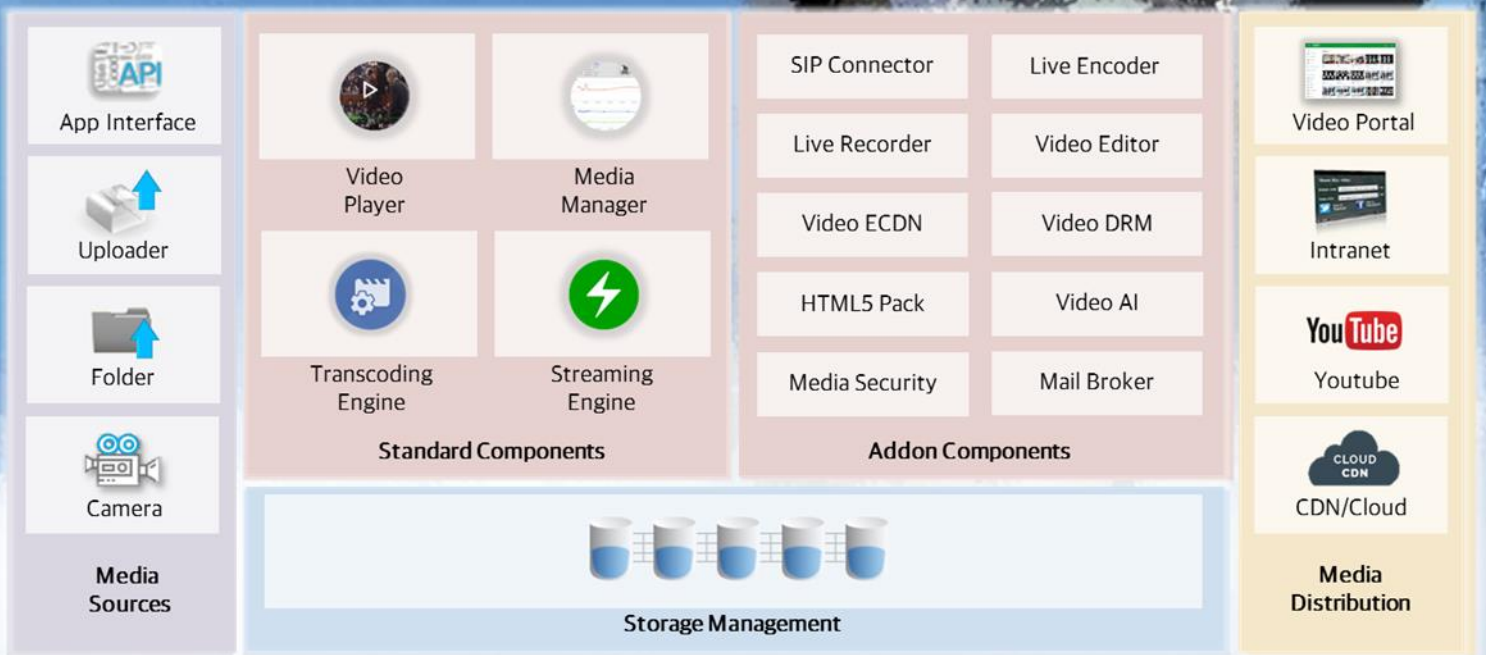 API
App Interface
Uploader
Folder
Camera
Media
Sources
Video
Player
Media
Manager
Transcoding
Engine
Streaming
Engine
Standard Components
SIP Connector
Live Encoder
Live Recorder
Video Editor
Video ECDN
Video DRM
HTML5 Pack
Video AI
Media Security
Mail Broker
Addon Components
Storage Management
Video Portal
Intranet
YouTube
Youtube
CLOUD
CDN
CDN/Cloud
Media
Distribution